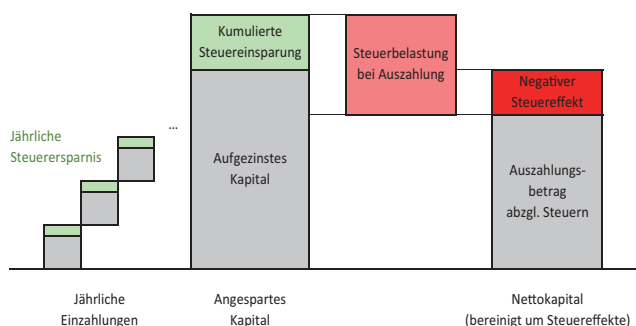 Kumulierte
Steuereinsparung
Steuerbelastung
bei Auszahlung
Negativer
Steuereffekt
Jährliche
Steuerersparnis
...
Aufgezinstes
Kapital
Auszahlungs-
betrag
abzgl. Steuern
Jährliche
Einzahlungen
Angespartes
Kapital
Nettokapital
(bereinigt um Steuereffekte)